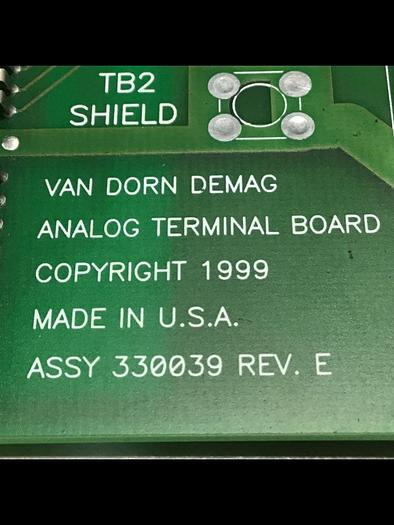 TB2
SHIELD
VAN DORN DEMAG
ANALOG TERMINAL BOARD
COPYRIGHT 1999
MADE IN U.S.A.
ASSY 330039 REV. E